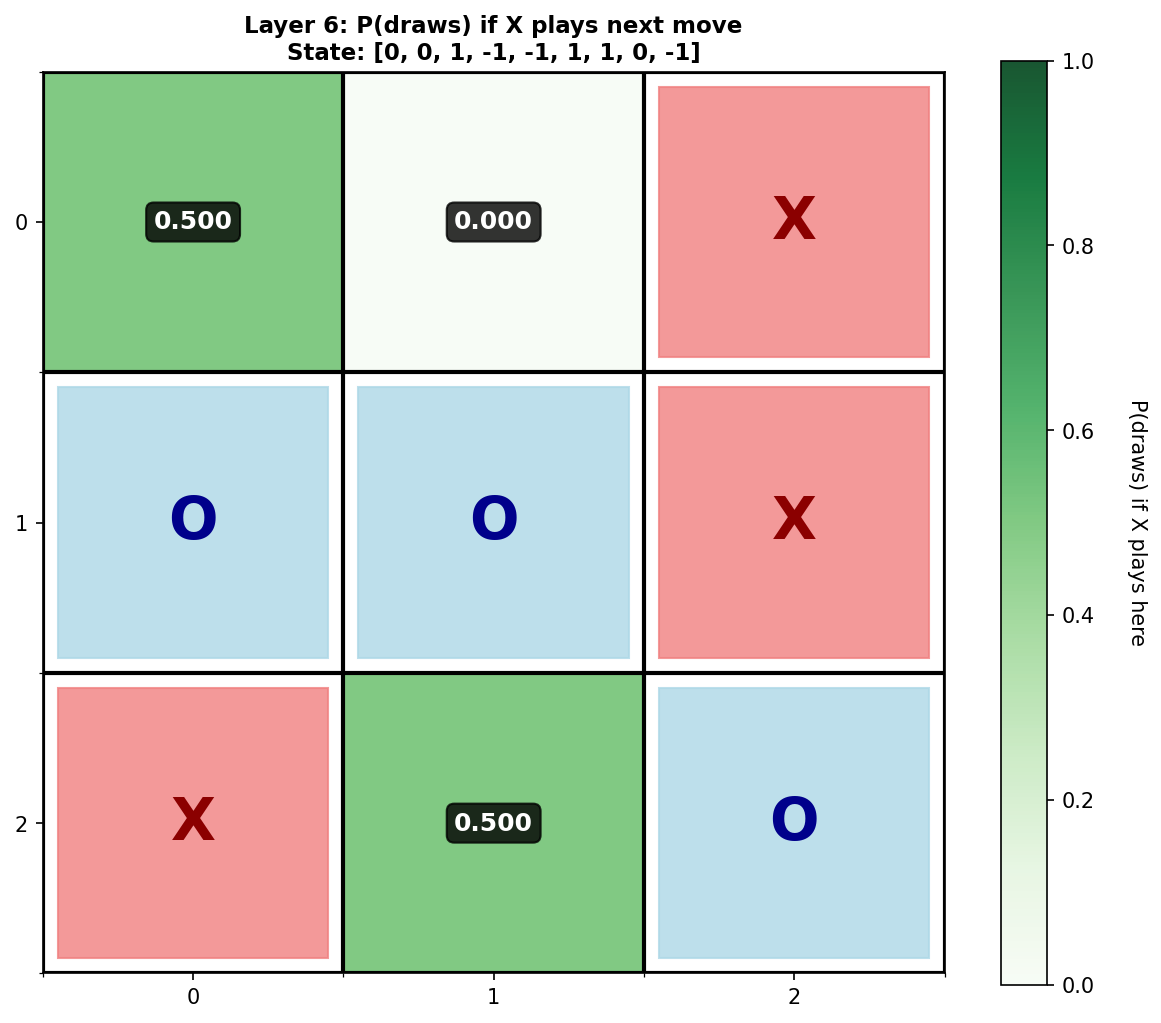 Layer 6: P(draws) if X plays next move
State: [0, 0, 1, -1, -1, 1, 1, 0, -1]
0 0.500 0.000 X
1 O O X
2 X 0.500 O
0 1 2
1.0
0.8
0.6
0.4
0.2
0.0
P(draws) if X plays here